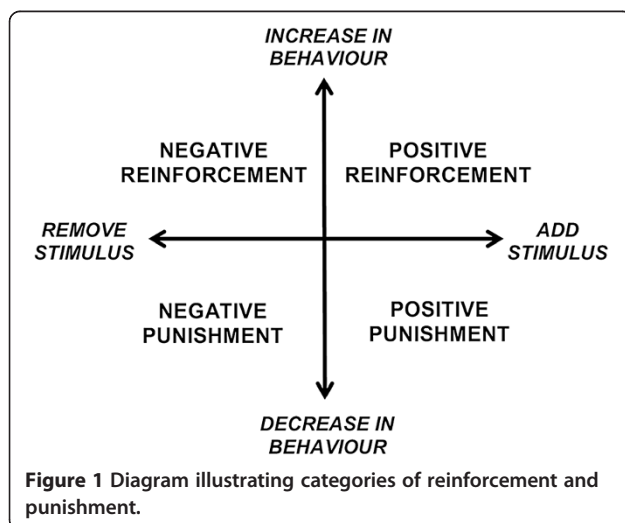 INCREASE IN
BEHAVIOUR
NEGATIVE
REINFORCEMENT
POSITIVE
REINFORCEMENT
REMOVE
STIMULUS
ADD
STIMULUS
NEGATIVE
PUNISHMENT
POSITIVE
PUNISHMENT
DECREASE IN
BEHAVIOUR
Figure 1 Diagram illustrating categories of reinforcement and
punishment.